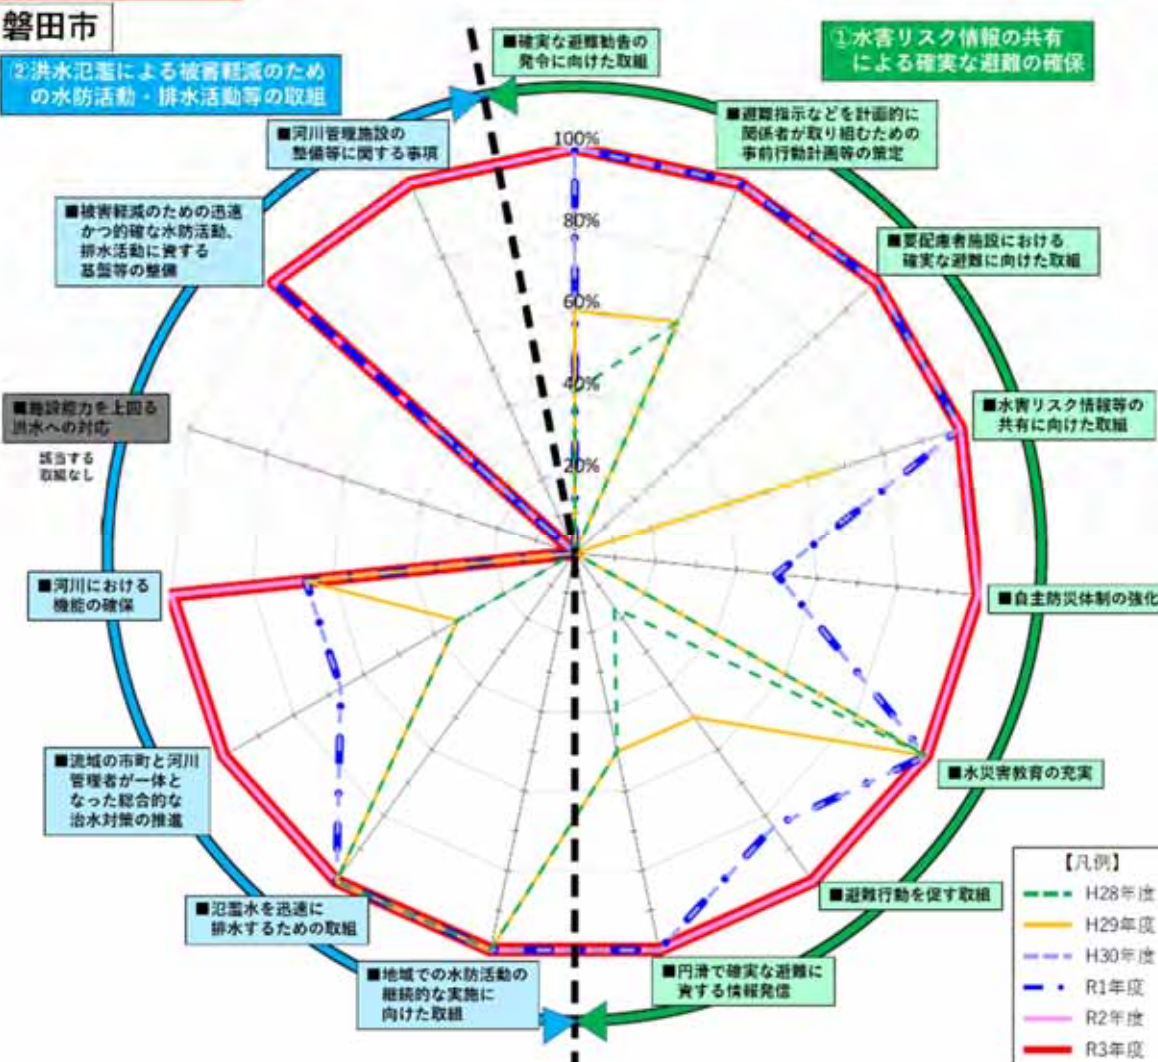 磐田市
②洪水氾濫による被害軽減のため
の水防活動・排水活動等の取組
①水害リスク情報の共有
による確実な避難の確保
■確実な避難勧告の
発令に向けた取組
■避難指示などを計画的に
関係者が取り組むための
事前行動計画等の策定
■要配慮者施設における
確実な避難に向けた取組
■水害リスク情報等の
共有に向けた取組
■自主防災体制の強化
■水災害教育の充実
■避難行動を促す取組
■円滑で確実な避難に
資する情報発信
■地域での水防活動の
継続的な実施に
向けた取組
■氾濫水を迅速に
排水するための取組
■流域の市町と河川
管理者が一体と
なった総合的な
治水対策の推進
■河川における
機能の確保
■施設能力を上回る
洪水への対応
該当する
取組なし
■被害軽減のための迅速
かつ的確な水防活動、
排水活動に資する
基盤等の整備
■河川管理施設の
整備等に関する事項
100%
80%
60%
40%
20%
【凡例】
H28年度
H29年度
H30年度
R1年度
R2年度
R3年度